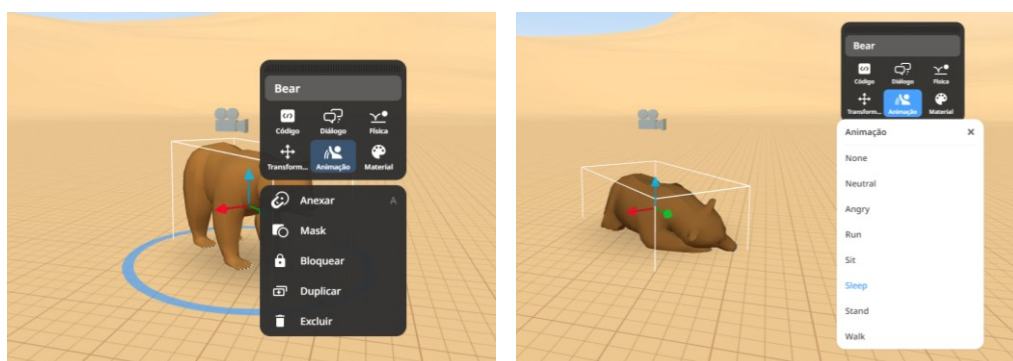 Bear
Código Diálogo Física
Transform... Animação Material
Anexar A
Mask
Bloquear
Duplicar
Excluir
Bear
Código Diálogo Física
Transform... Animação Material
Animação X
None
Neutral
Angry
Run
Sit
Sleep
Stand
Walk